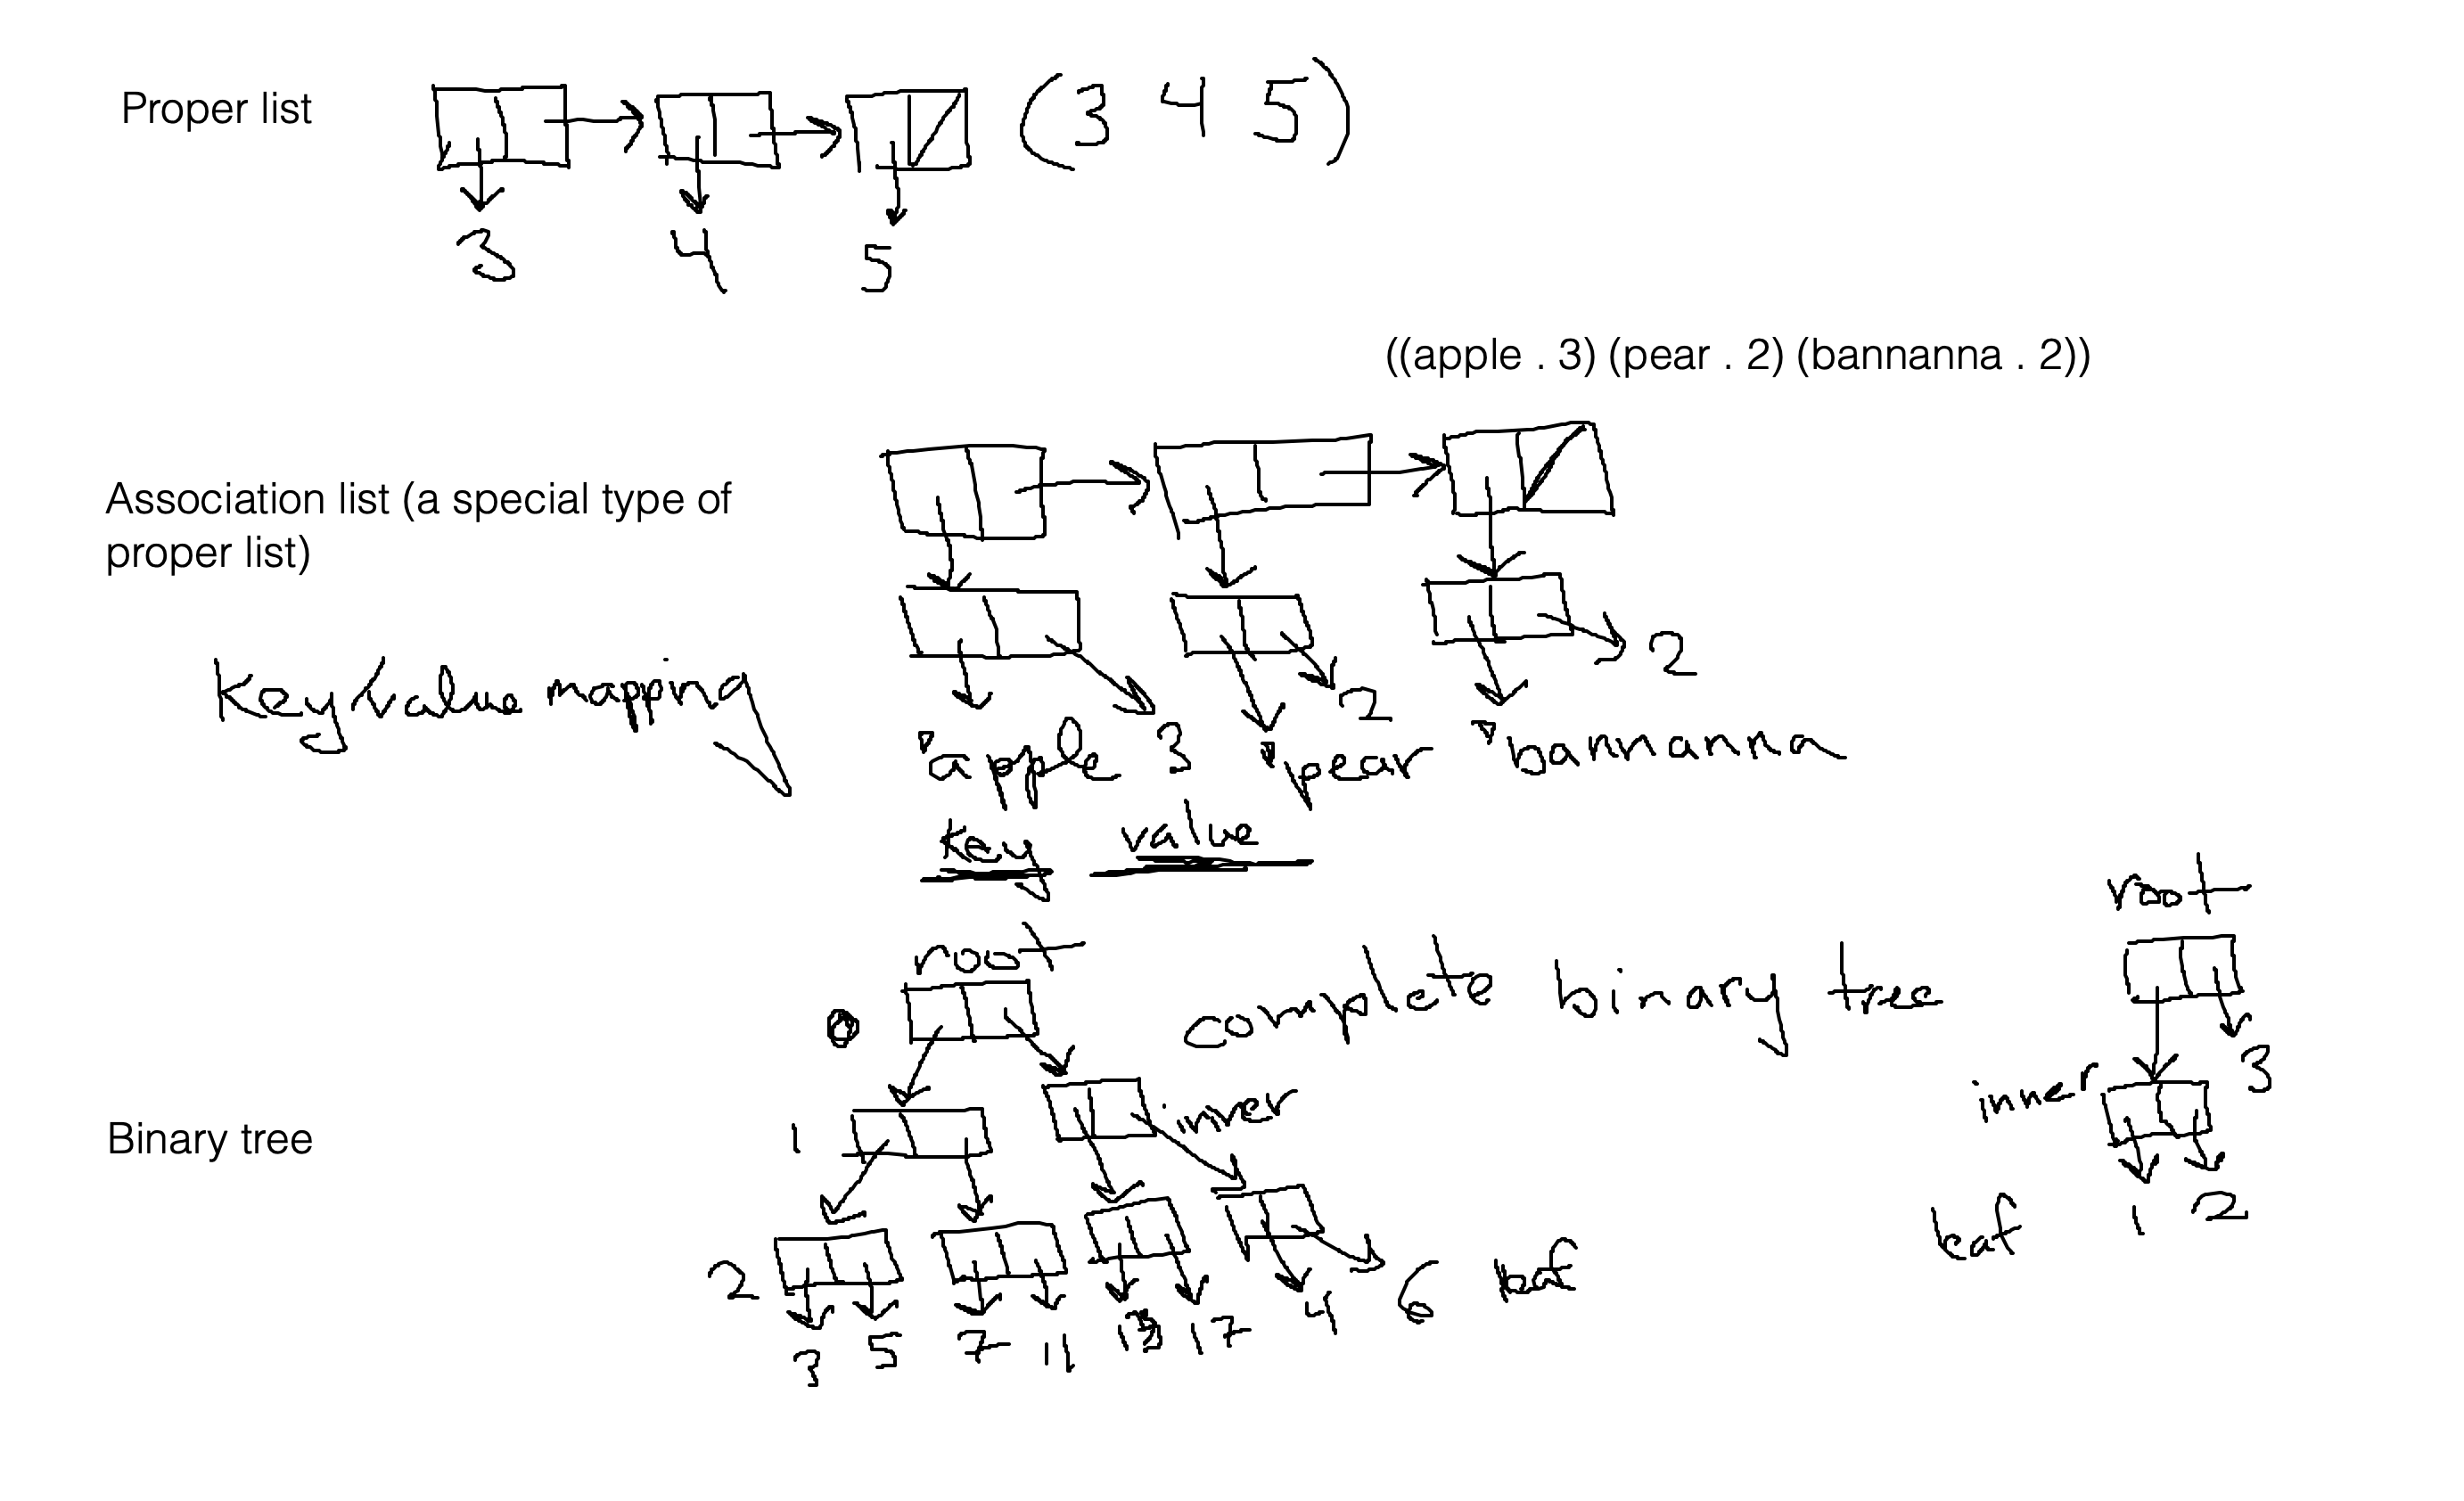 Proper list
(3 4 5)
3 4 5
((apple . 3) (pear . 2) (bannanna . 2))
Association list (a special type of
proper list)
key/value mapping
2
2
'apple 3 'pear 'bannanna
key value
root
root
0
complete binary tree
3
inner
inner
1
Binary tree
leaf 1 2
2
6 leaf
3 5 7 11 13 17 4